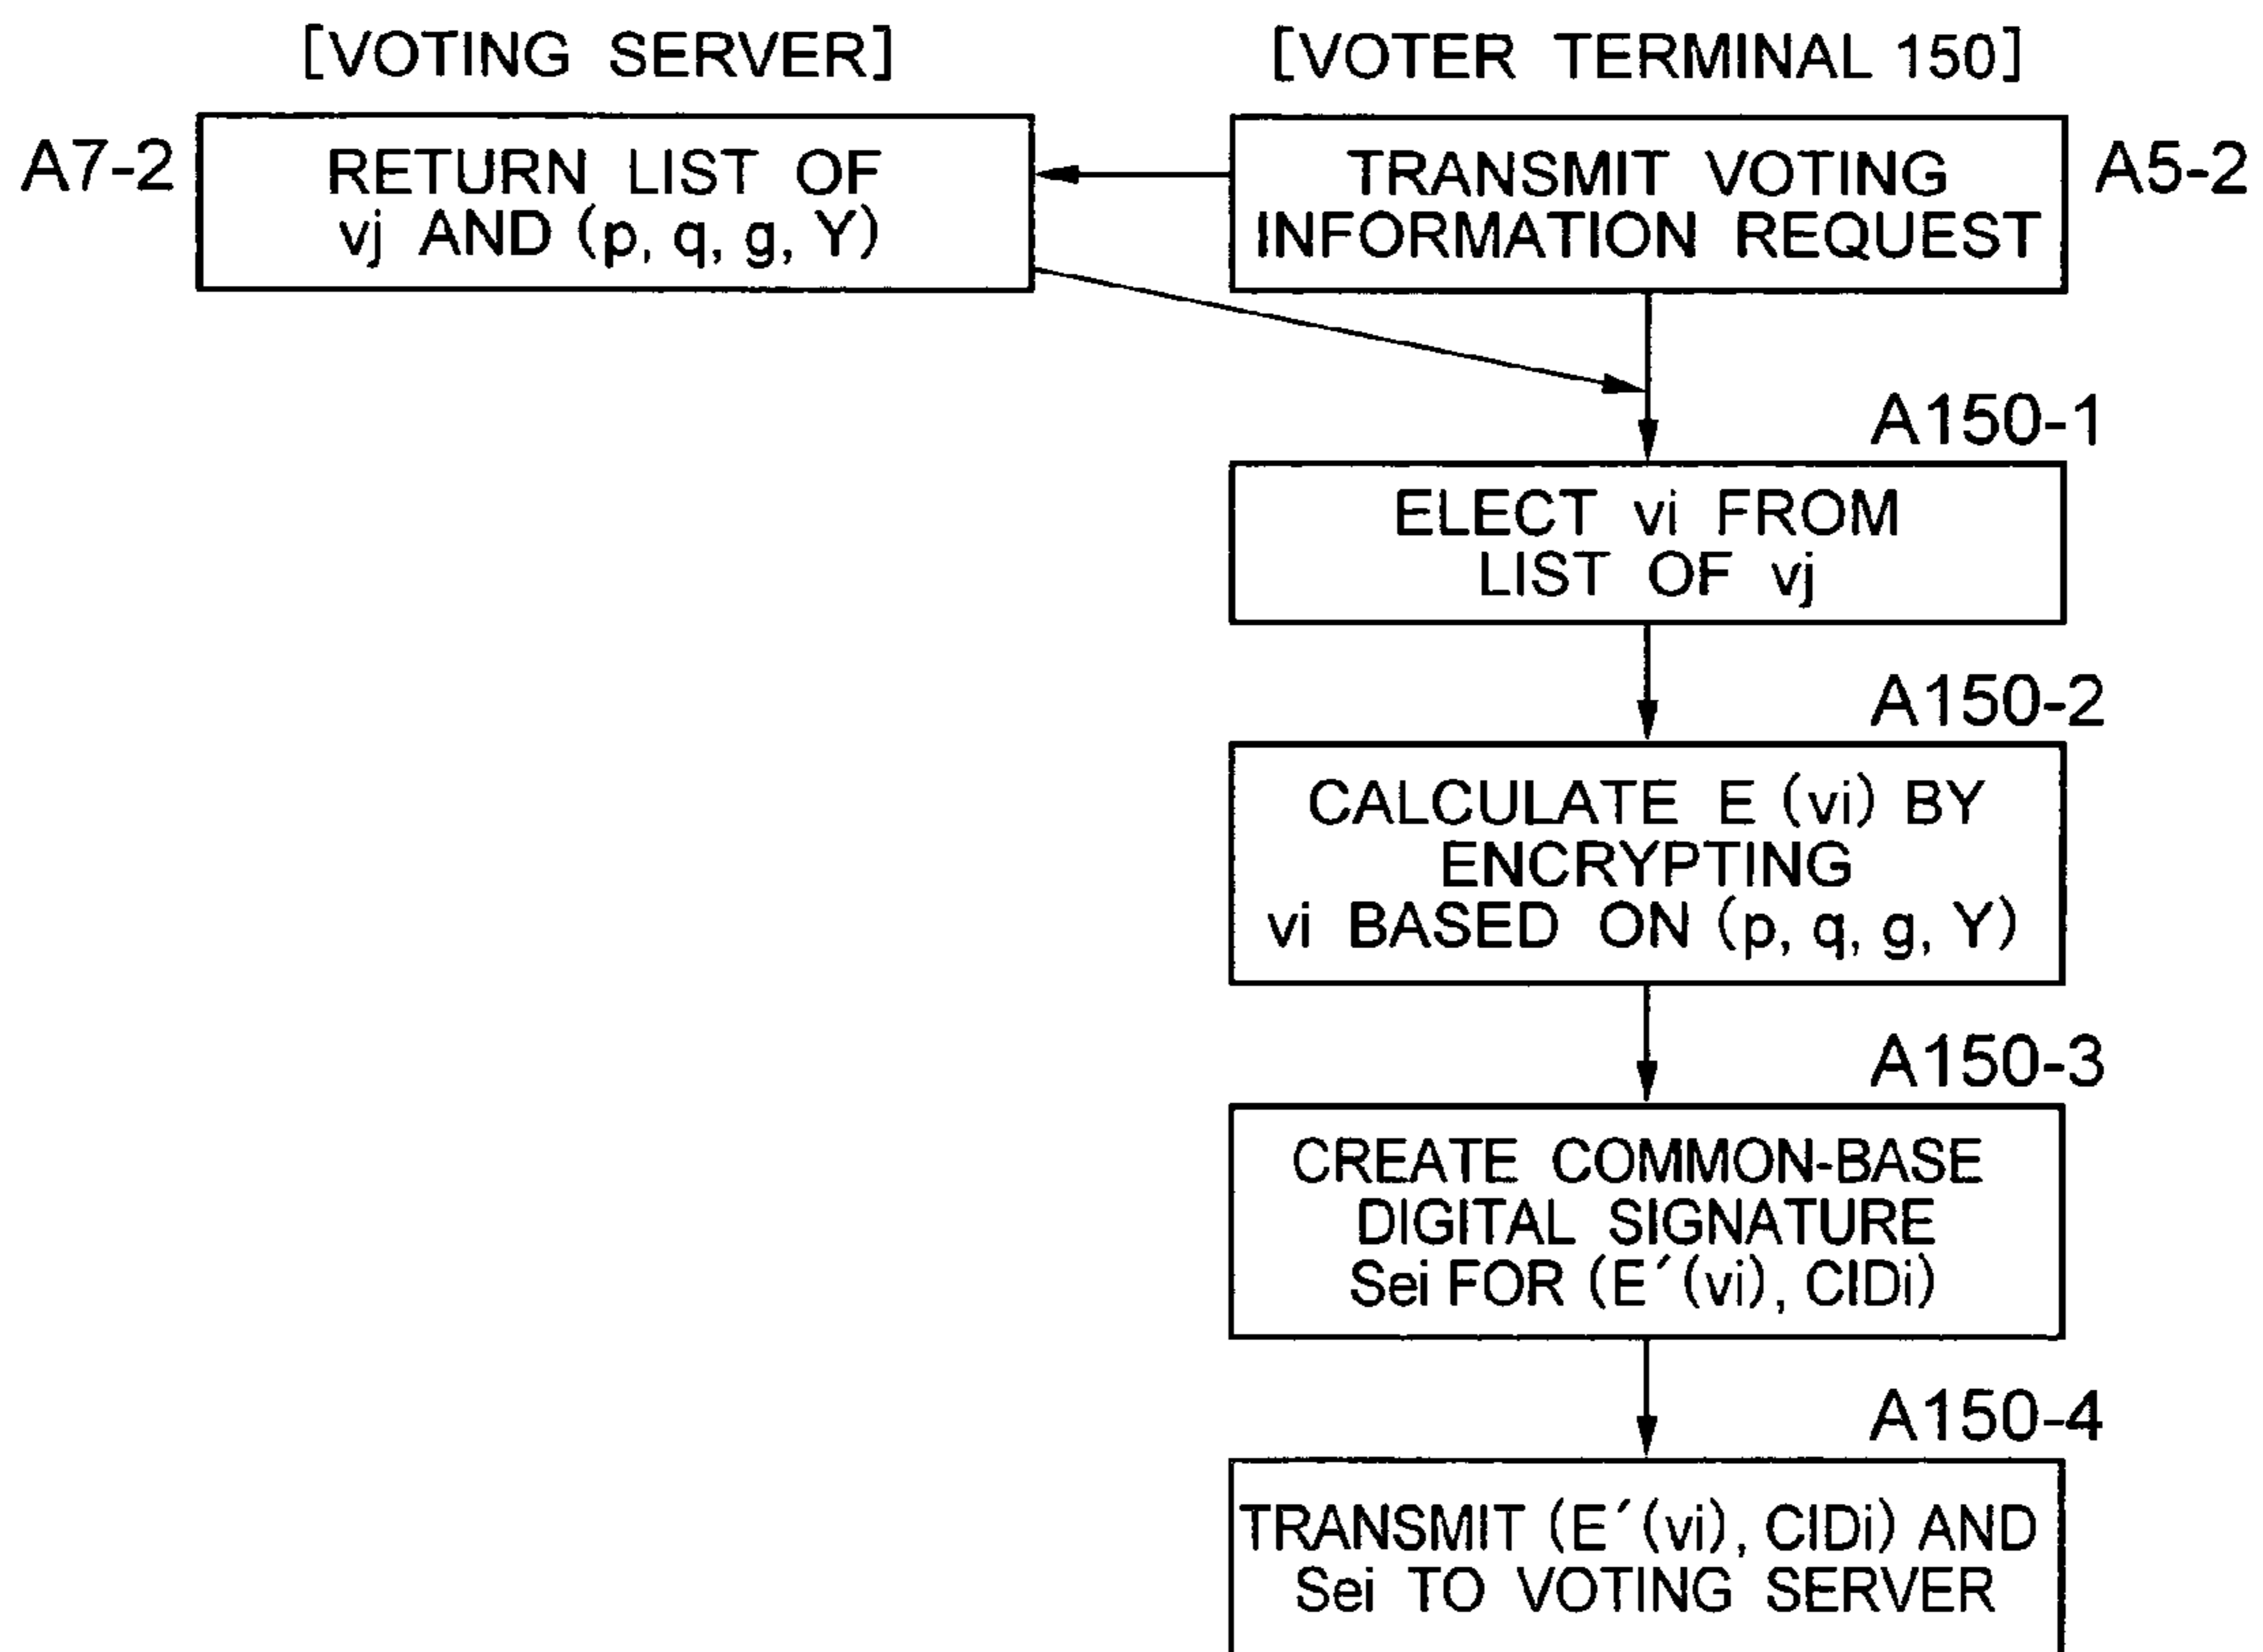 [VOTING SERVER]
[VOTER TERMINAL 150]
A7-2
RETURN LIST OF
vj AND (p, q, g, Y)
TRANSMIT VOTING
INFORMATION REQUEST
A5-2
A150-1
ELECT vi FROM
LIST OF vj
A150-2
CALCULATE E (vi) BY
ENCRYPTING
vi BASED ON (p, q, g, Y)
A150-3
CREATE COMMON-BASE
DIGITAL SIGNATURE
Sei FOR (E´(vi), CIDi)
A150-4
TRANSMIT (E´(vi), CIDi) AND
Sei TO VOTING SERVER